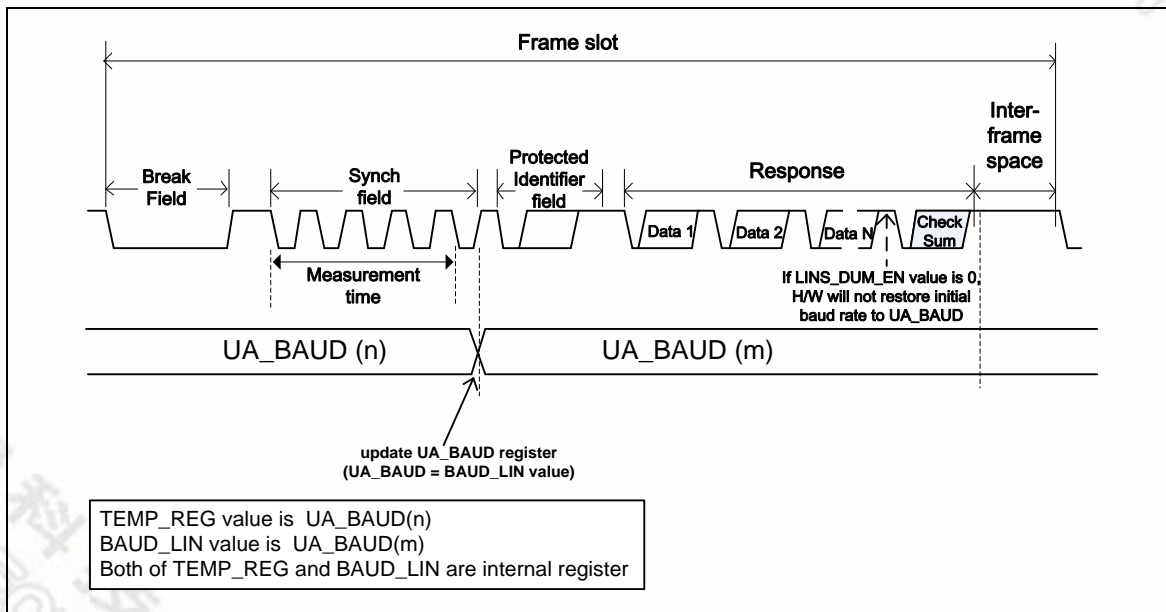 Frame slot
Inter-
frame
space
Break
Field
Synch
field
Protected
Identifier
field
Response
Data 1
Data 2
Data N
Check
Sum
Measurement
time
If LINS_DUM_EN value is 0,
H/W will not restore initial
baud rate to UA_BAUD
UA_BAUD (n)
UA_BAUD (m)
update UA_BAUD register
(UA_BAUD = BAUD_LIN value)
TEMP_REG value is UA_BAUD(n)
BAUD_LIN value is UA_BAUD(m)
Both of TEMP_REG and BAUD_LIN are internal register
科